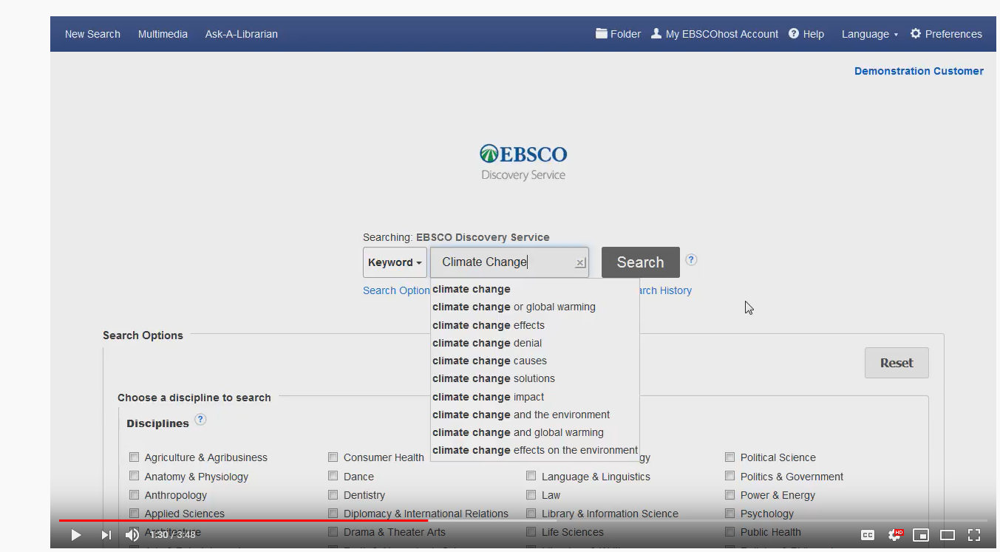 New Search Multimedia Ask-A-Librarian Folder My EBSCOhost Account ? Help Language Preferences
Demonstration Customer
EBSCO
Discovery Service
Searching: EBSCO Discovery Service
Keyword Climate Change x Search ?
Search Option
arch History
climate change
climate change or global warming
climate change effects
climate change denial
climate change causes
climate change solutions
climate change impact
climate change and the environment
climate change and global warming
climate change effects on the environment
Search Options
Reset
Choose a discipline to search
Disciplines ?
Agriculture & Agribusiness Consumer Health gy Political Science
Anatomy & Physiology Dance Language & Linguistics Politics & Government
Anthropology Dentistry Law Power & Energy
Applied Sciences Diplomacy & International Relations Library & Information Science Psychology
Architecture Drama & Theater Arts Life Sciences Public Health
1:30 / 3:48 CC HD